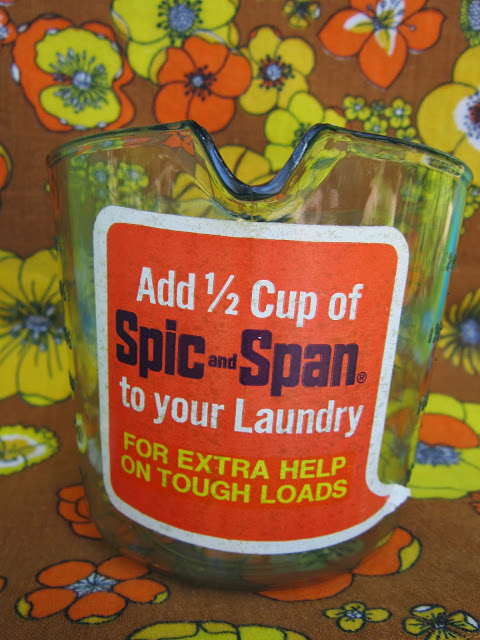 Add ½ Cup of
Spic and Span®
to your Laundry
FOR EXTRA HELP
ON TOUGH LOADS